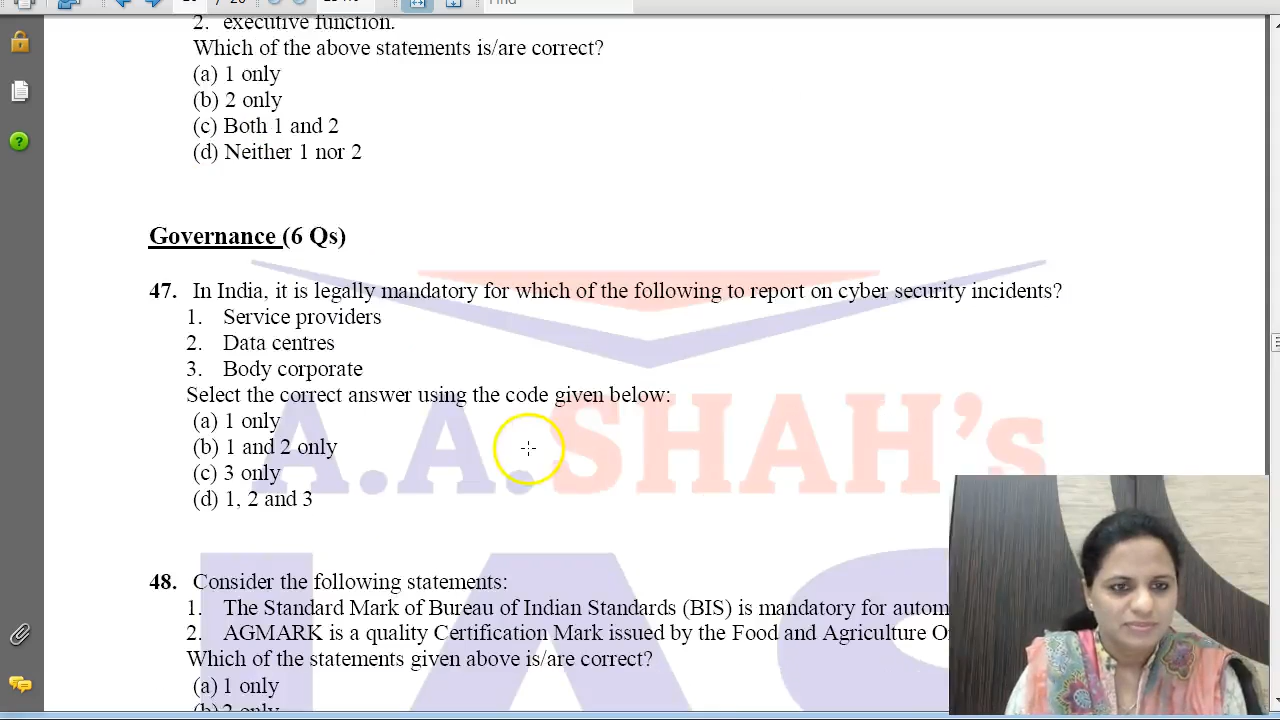 2. executive function.
Which of the above statements is/are correct?
(a) 1 only
(b) 2 only
(c) Both 1 and 2
(d) Neither 1 nor 2
Governance (6 Qs)
47. In India, it is legally mandatory for which of the following to report on cyber security incidents?
1. Service providers
2. Data centres
3. Body corporate
Select the correct answer using the code given below:
(a) 1 only
(b) 1 and 2 only
(c) 3 only
(d) 1, 2 and 3
A.A.SHAH's
IAS
48. Consider the following statements:
1. The Standard Mark of Bureau of Indian Standards (BIS) is mandatory for autom
2. AGMARK is a quality Certification Mark issued by the Food and Agriculture
Which of the statements given above is/are correct?
(a) 1 only
(b) 2 only